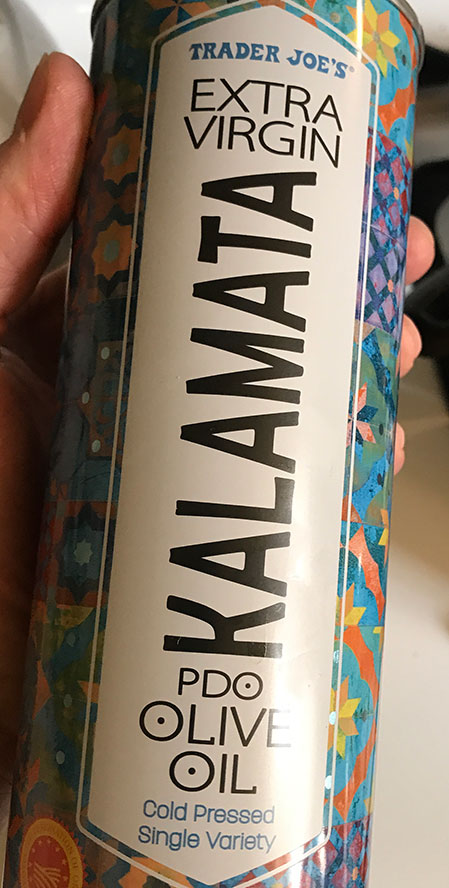 TRADER JOE'S®
EXTRA
VIRGIN
KALAMATA
PDO
OLIVE
OIL
Cold Pressed
Single Variety